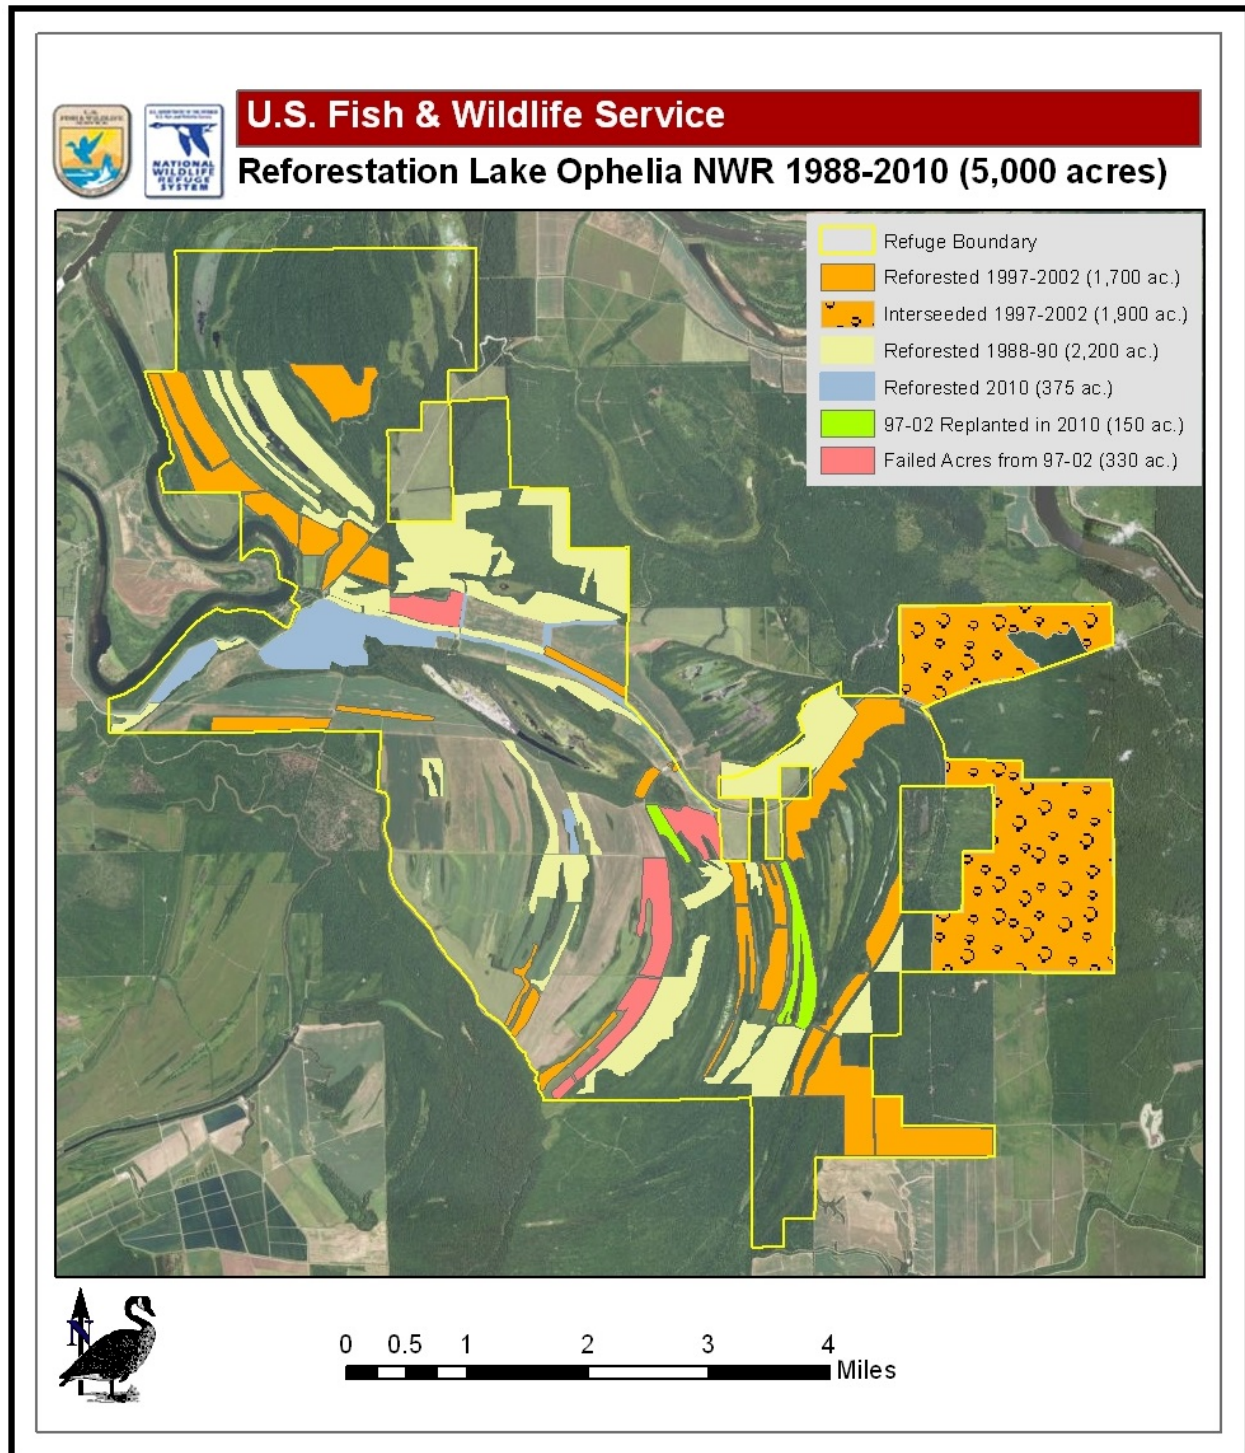 U.S. Fish & Wildlife Service
Reforestation Lake Ophelia NWR 1988-2010 (5,000 acres)
U.S.
FISH & WILDLIFE
SERVICE
NATIONAL
WILDLIFE
REFUGE
SYSTEM
Refuge Boundary
Reforested 1997-2002 (1,700 ac.)
Interseeded 1997-2002 (1,900 ac.)
Reforested 1988-90 (2,200 ac.)
Reforested 2010 (375 ac.)
97-02 Replanted in 2010 (150 ac.)
Failed Acres from 97-02 (330 ac.)
N
0 0.5 1 2 3 4
Miles